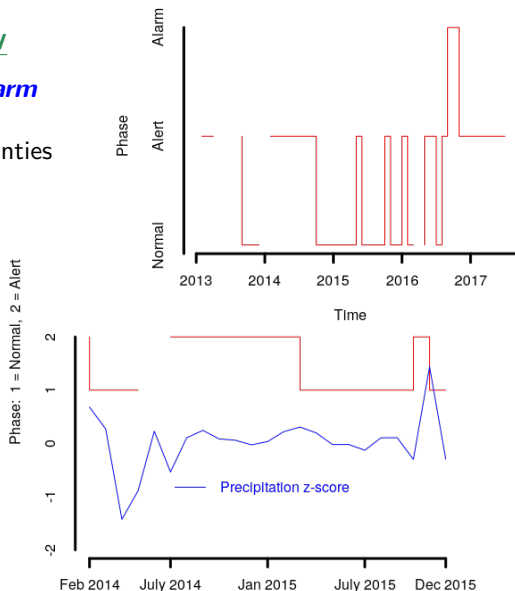 y
arm
nties
Alarm
Alert
Normal
Phase
2013 2014 2015 2016 2017
Time
Phase: 1 = Normal, 2 = Alert
2
1
0
-1
-2
Precipitation z-score
Feb 2014 July 2014 Jan 2015 July 2015 Dec 2015